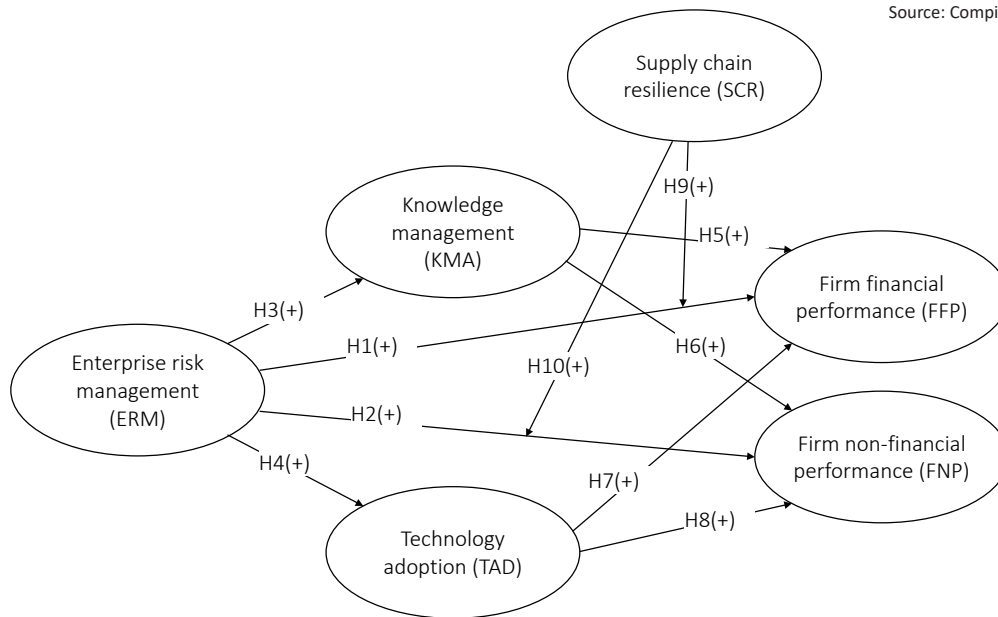 Source: Compi
Supply chain
resilience (SCR)
H9(+)
Knowledge
management
(KMA)
H5(+)
Firm financial
performance (FFP)
H3(+)
H1(+)
H6(+)
H10(+)
Enterprise risk
management
(ERM)
H2(+)
Firm non-financial
performance (FNP)
H4(+)
H7(+)
H8(+)
Technology
adoption (TAD)